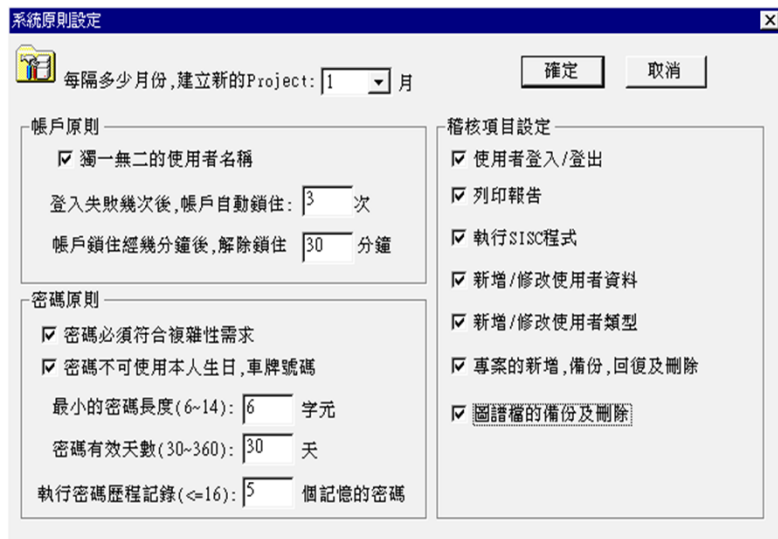 系統原則設定
每隔多少月份,建立新的Project: 1 月
確定
取消
帳戶原則
獨一無二的使用者名稱
登入失敗幾次後,帳戶自動鎖住: 3 次
帳戶鎖住經幾分鐘後,解除鎖住 30 分鐘
密碼原則
密碼必須符合複雜性需求
密碼不可使用本人生日,車牌號碼
最小的密碼長度(6~14): 6 字元
密碼有效天數(30~360): 30 天
執行密碼歷程記錄(<=16): 5 個記憶的密碼
稽核項目設定
使用者登入/登出
列印報告
執行SISC程式
新增/修改使用者資料
新增/修改使用者類型
專案的新增,備份,回復及刪除
圖譜檔的備份及刪除